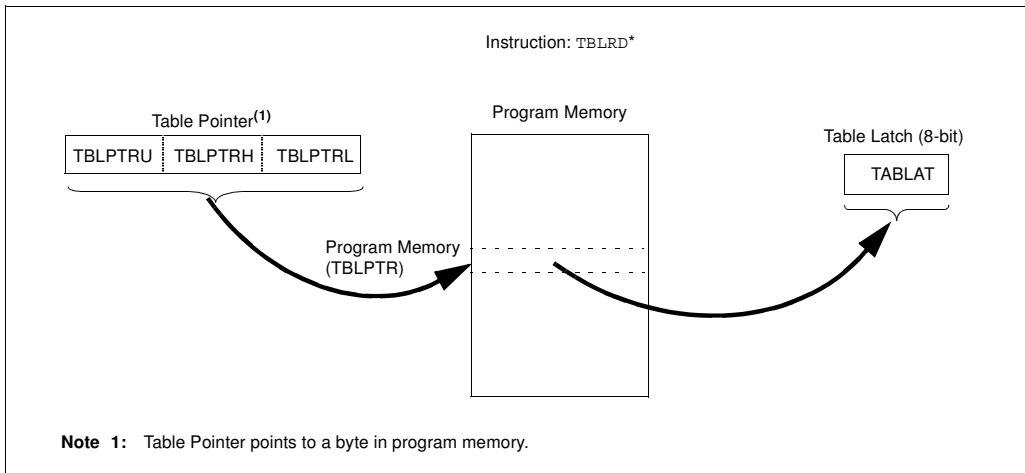 Instruction: TBLRD*
Table Pointer(1)
TBLPTRU TBLPTRH TBLPTRL
Program Memory
Table Latch (8-bit)
TABLAT
Program Memory
(TBLPTR)
Note 1: Table Pointer points to a byte in program memory.